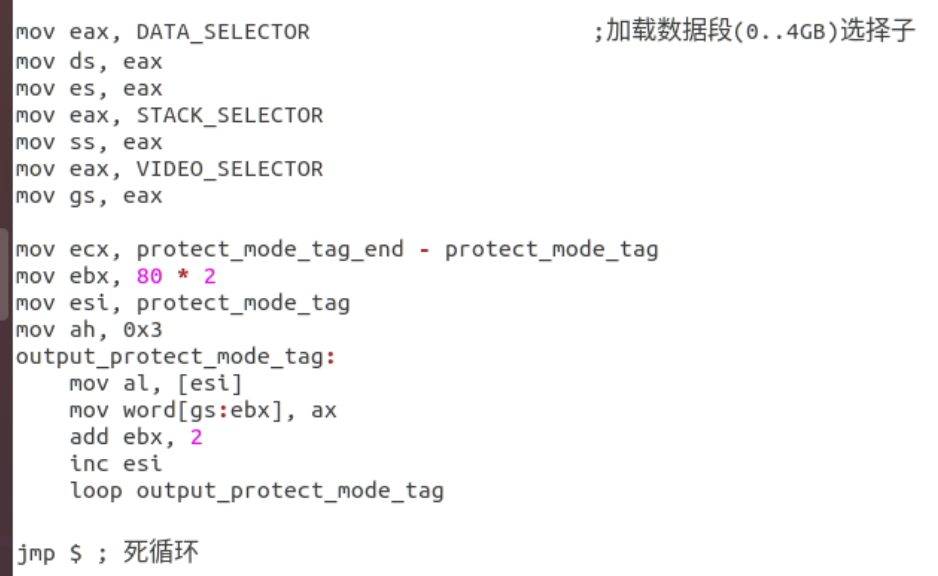 mov eax, DATA_SELECTOR                     ;加载数据段(0..4GB)选择子
mov ds, eax
mov es, eax
mov eax, STACK_SELECTOR
mov ss, eax
mov eax, VIDEO_SELECTOR
mov gs, eax

mov ecx, protect_mode_tag_end - protect_mode_tag
mov ebx, 80 * 2
mov esi, protect_mode_tag
mov ah, 0x3
output_protect_mode_tag:
    mov al, [esi]
    mov word[gs:ebx], ax
    add ebx, 2
    inc esi
    loop output_protect_mode_tag

jmp $ ; 死循环